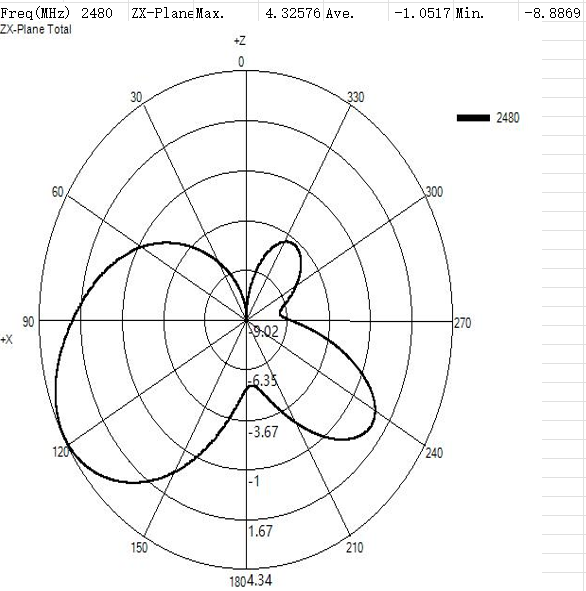 Freq(MHz) 2480 ZX-Plane Max. 4.32576 Ave. -1.0517 Min. -8.8869
ZX-Plane Total
+Z
0
30 330
2480
60 300
90 -9.02 270
+X
-6.35
-3.67
120 240
-1
1.67
150 210
180 4.34